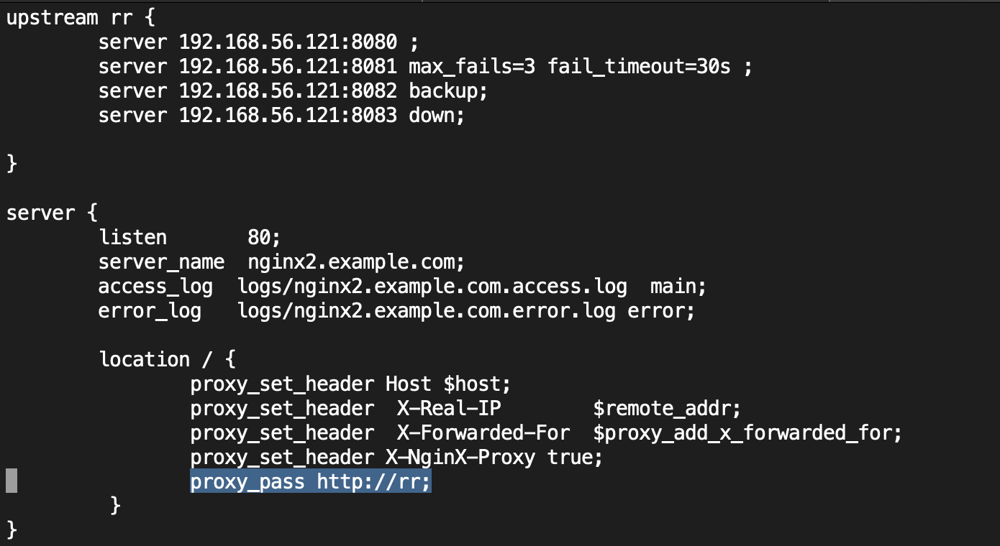 upstream rr {
        server 192.168.56.121:8080 ;
        server 192.168.56.121:8081 max_fails=3 fail_timeout=30s ;
        server 192.168.56.121:8082 backup;
        server 192.168.56.121:8083 down;

}

server {
        listen       80;
        server_name  nginx2.example.com;
        access_log  logs/nginx2.example.com.access.log  main;
        error_log   logs/nginx2.example.com.error.log error;

        location / {
                proxy_set_header Host $host;
                proxy_set_header  X-Real-IP        $remote_addr;
                proxy_set_header  X-Forwarded-For  $proxy_add_x_forwarded_for;
                proxy_set_header X-NginX-Proxy true;
                proxy_pass http://rr;
         }
}